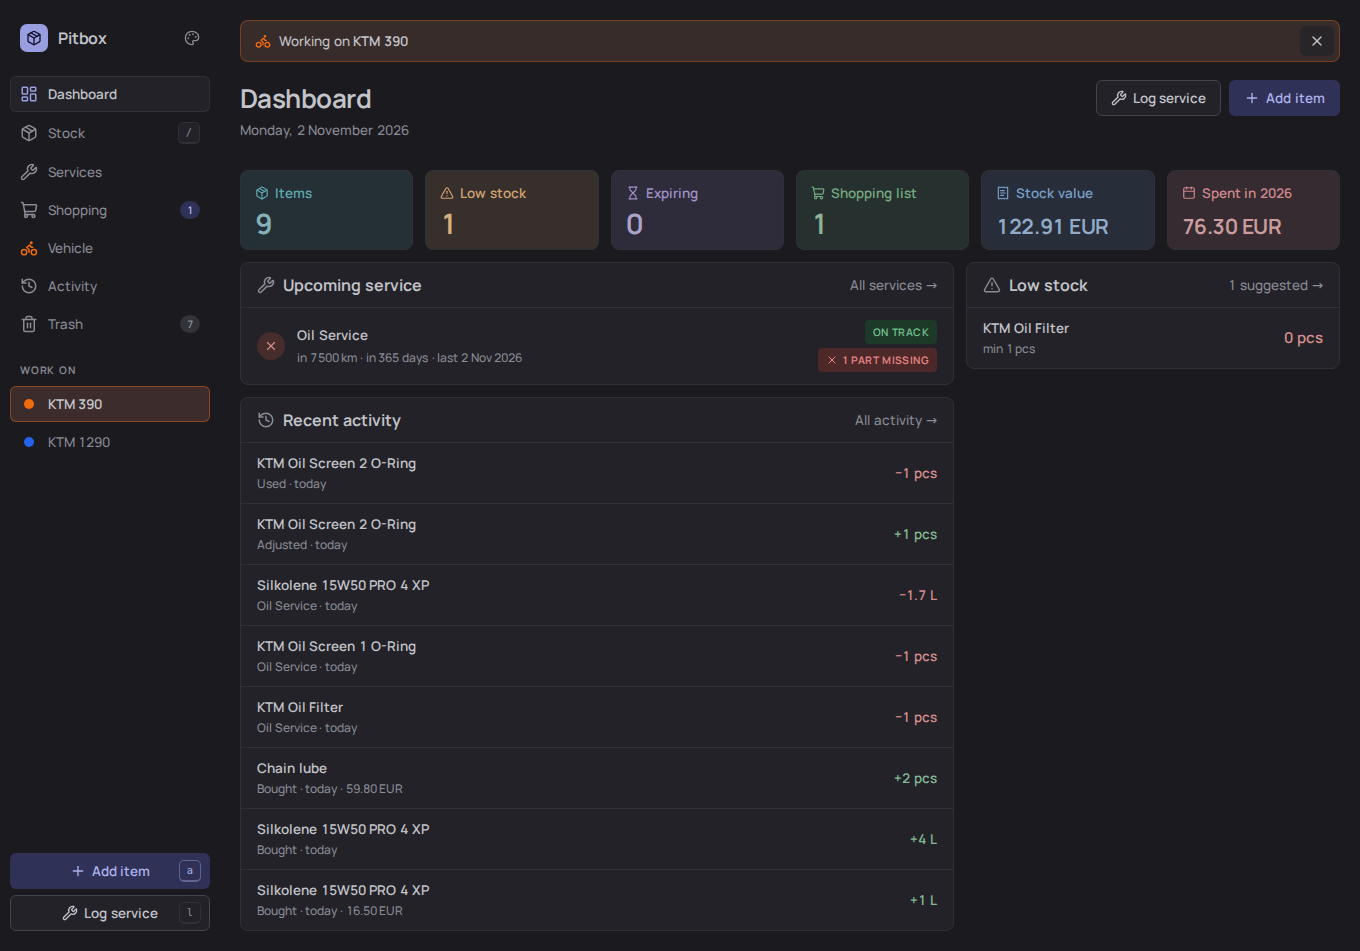 Pitbox
Dashboard
Stock /
Services
Shopping 1
Vehicle
Activity
Trash 7
WORK ON
KTM 390
KTM 1290
+ Add item a
Log service l
Working on KTM 390
Dashboard
Monday, 2 November 2026
Log service
+ Add item
Items
9
Low stock
1
Expiring
0
Shopping list
1
Stock value
122.91 EUR
Spent in 2026
76.30 EUR
Upcoming service
All services →
Oil Service
in 7500 km · in 365 days · last 2 Nov 2026
ON TRACK
× 1 PART MISSING
Low stock
1 suggested →
KTM Oil Filter
min 1 pcs
0 pcs
Recent activity
All activity →
KTM Oil Screen 2 O-Ring
Used · today
−1 pcs
KTM Oil Screen 2 O-Ring
Adjusted · today
+1 pcs
Silkolene 15W50 PRO 4 XP
Oil Service · today
−1.7 L
KTM Oil Screen 1 O-Ring
Oil Service · today
−1 pcs
KTM Oil Filter
Oil Service · today
−1 pcs
Chain lube
Bought · today · 59.80 EUR
+2 pcs
Silkolene 15W50 PRO 4 XP
Bought · today
+4 L
Silkolene 15W50 PRO 4 XP
Bought · today · 16.50 EUR
+1 L